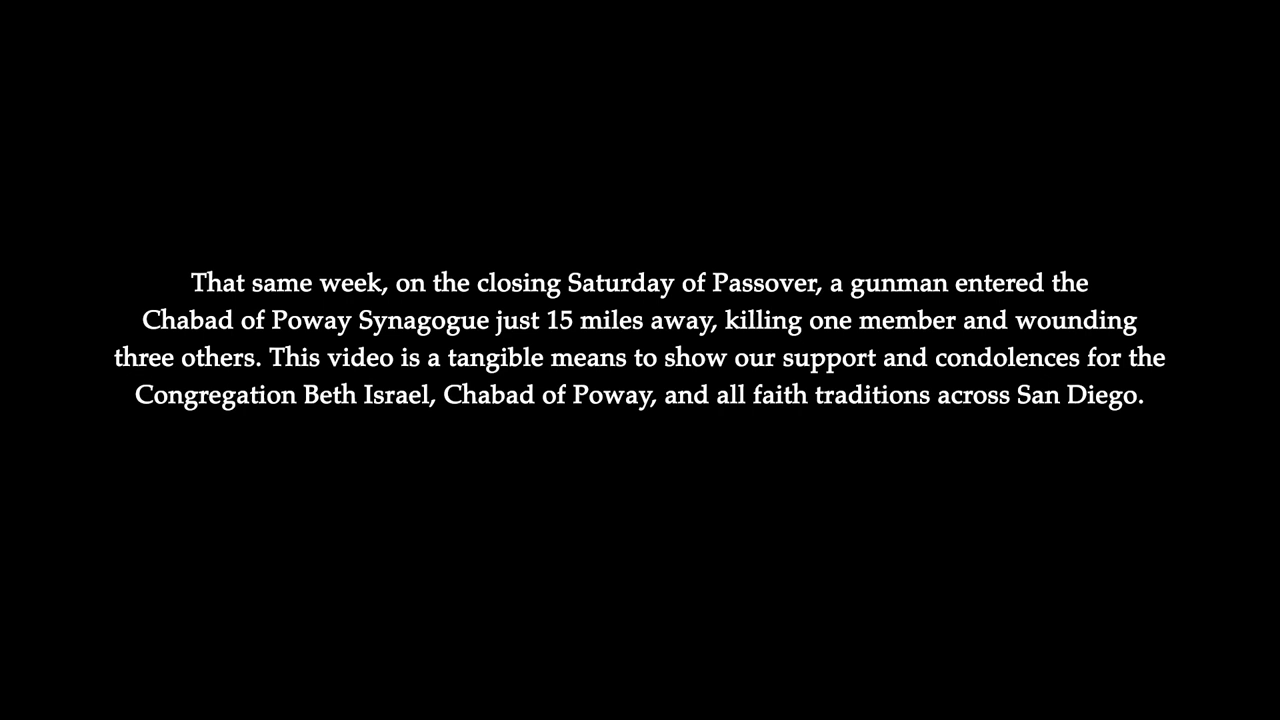 That same week, on the closing Saturday of Passover, a gunman entered the
Chabad of Poway Synagogue just 15 miles away, killing one member and wounding
three others. This video is a tangible means to show our support and condolences for the
Congregation Beth Israel, Chabad of Poway, and all faith traditions across San Diego.